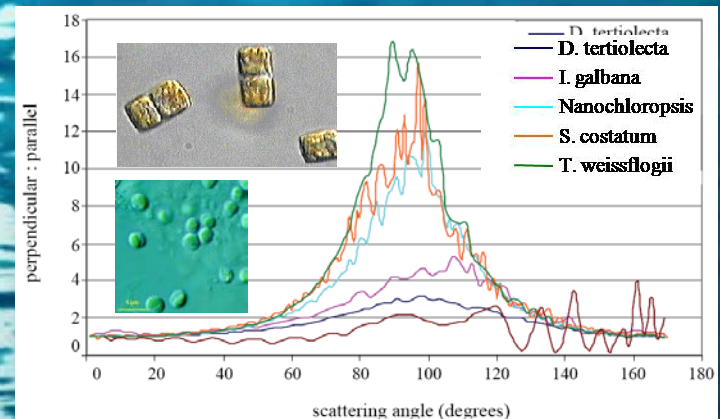 18
16
14
12
10
8
6
4
2
0
perpendicular : parallel
D. tertiolecta
D. tertiolecta
I. galbana
Nanochloropsis
S. costatum
T. weissflogii
0 20 40 60 80 100 120 140 160 180
scattering angle (degrees)